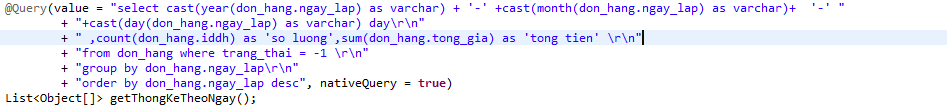 @Query(value = "select cast(year(don_hang.ngay_lap) as varchar) + '-' +cast(month(don_hang.ngay_lap) as varchar)+  '-' "
+ "+cast(day(don_hang.ngay_lap) as varchar) day\r\n"
+ " ,count(don_hang.iddh) as 'so luong',sum(don_hang.tong_gia) as 'tong tien' \r\n"
+ "from don_hang where trang_thai = -1 \r\n"
+ "group by don_hang.ngay_lap\r\n"
+ "order by don_hang.ngay_lap desc", nativeQuery = true)
List<Object[]> getThongKeTheoNgay();